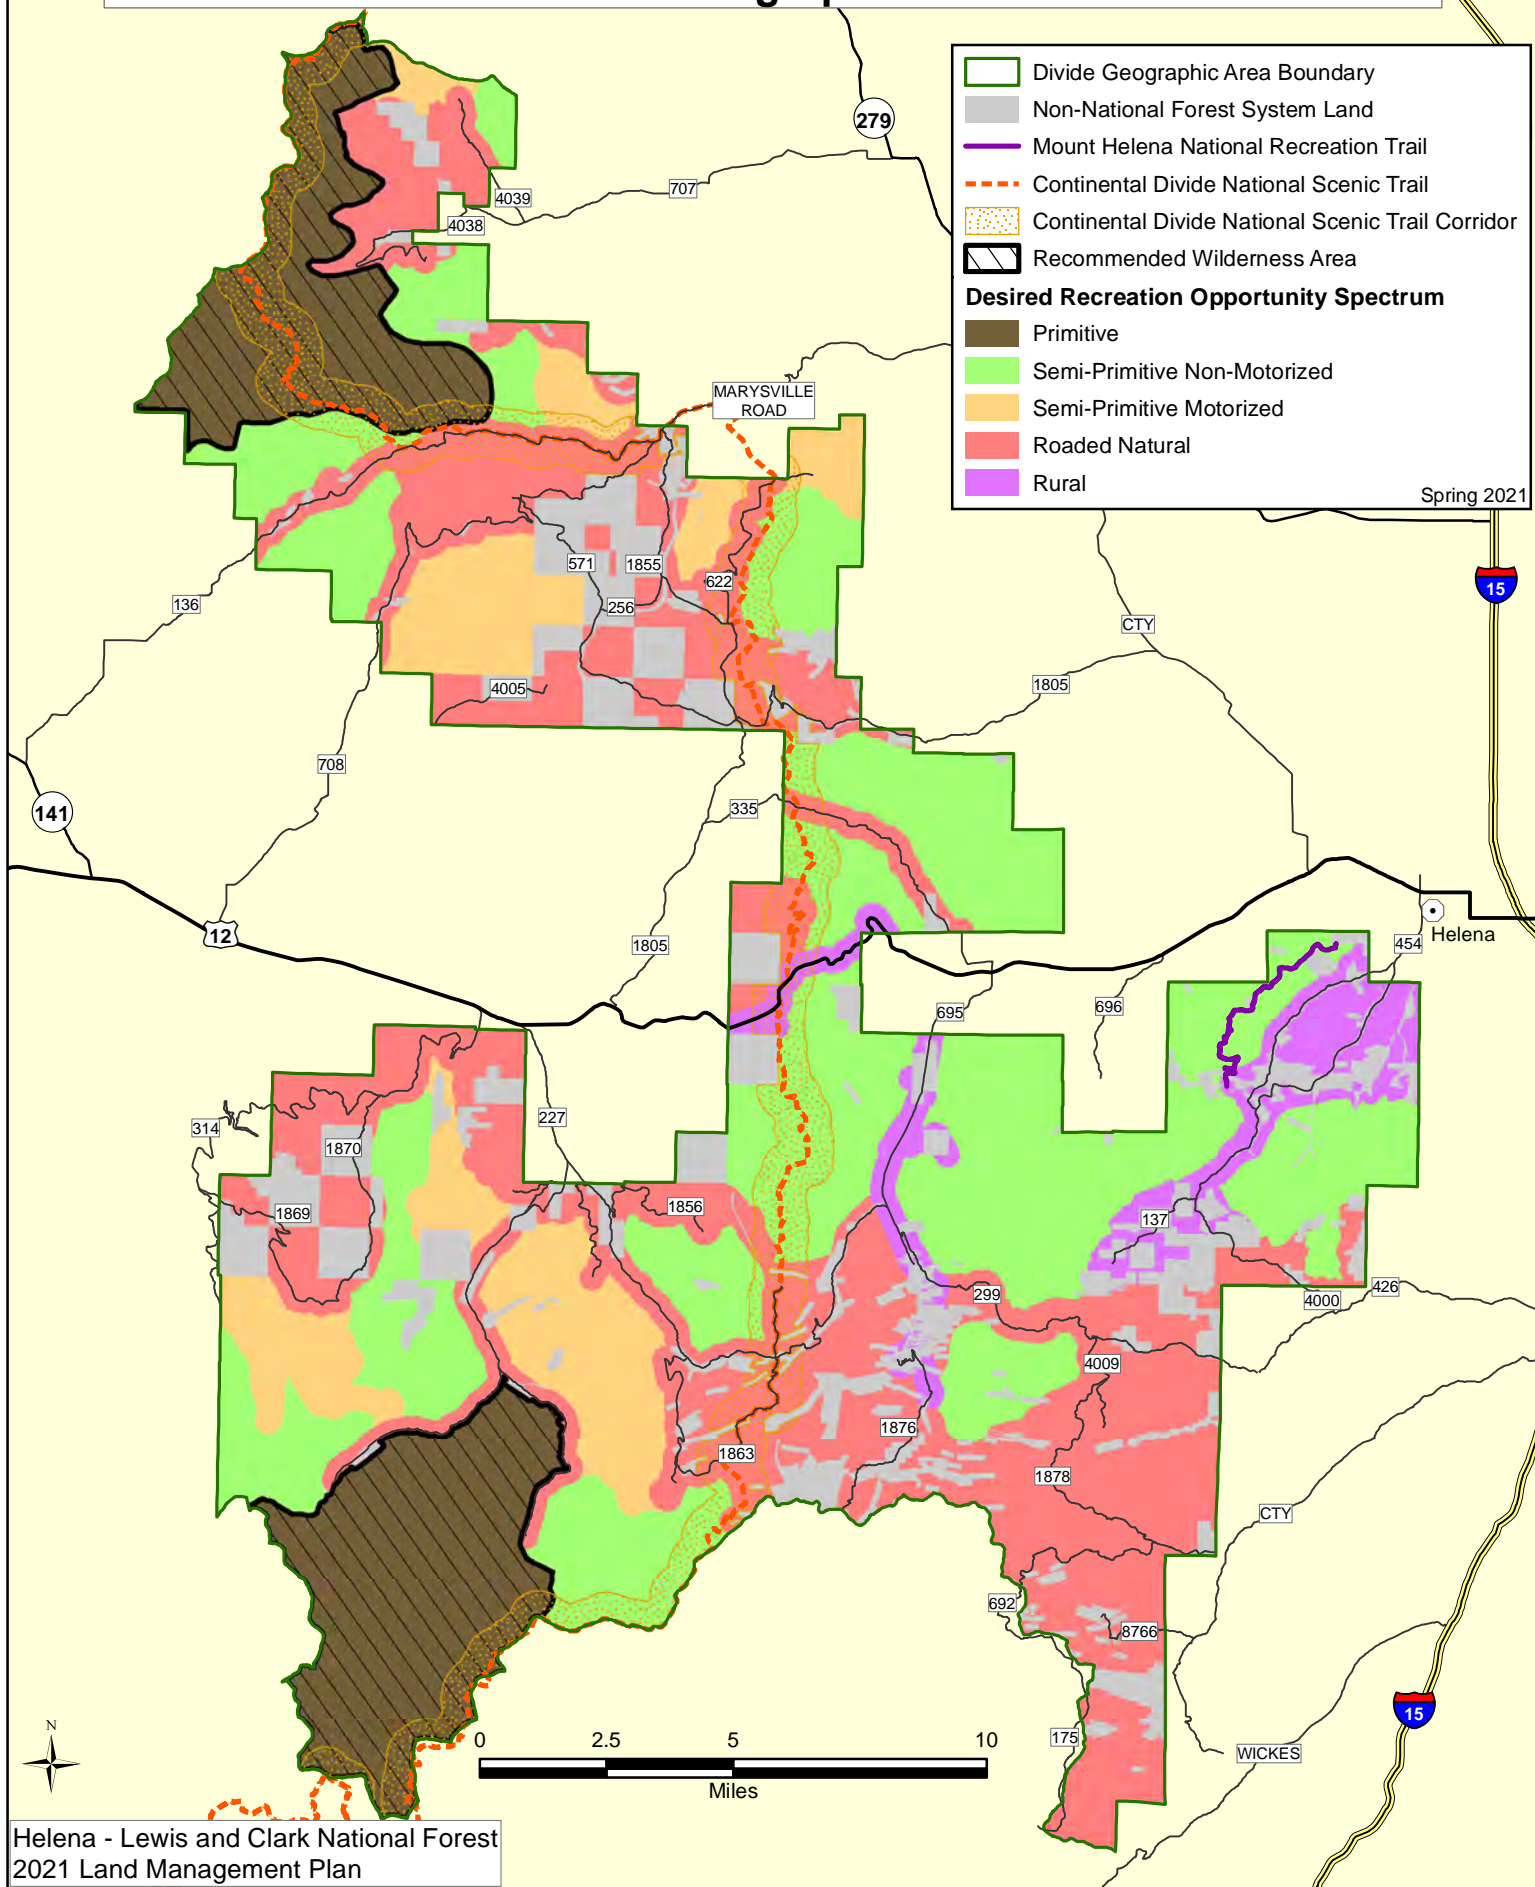 279
Divide Geographic Area Boundary
Non-National Forest System Land
Mount Helena National Recreation Trail
Continental Divide National Scenic Trail
Continental Divide National Scenic Trail Corridor
Recommended Wilderness Area
Desired Recreation Opportunity Spectrum
Primitive
Semi-Primitive Non-Motorized
Semi-Primitive Motorized
Roaded Natural
Rural
Spring 2021
707
4039
4038
MARYSVILLE
ROAD
571
1855
622
256
136
15
CTY
4005
1805
708
141
335
12
1805
Helena
454
695
696
314
227
1870
1869
1856
137
299
4000
426
4009
1876
1863
1878
CTY
692
8766
175
15
WICKES
N
0 2.5 5 10
Miles
Helena - Lewis and Clark National Forest
2021 Land Management Plan